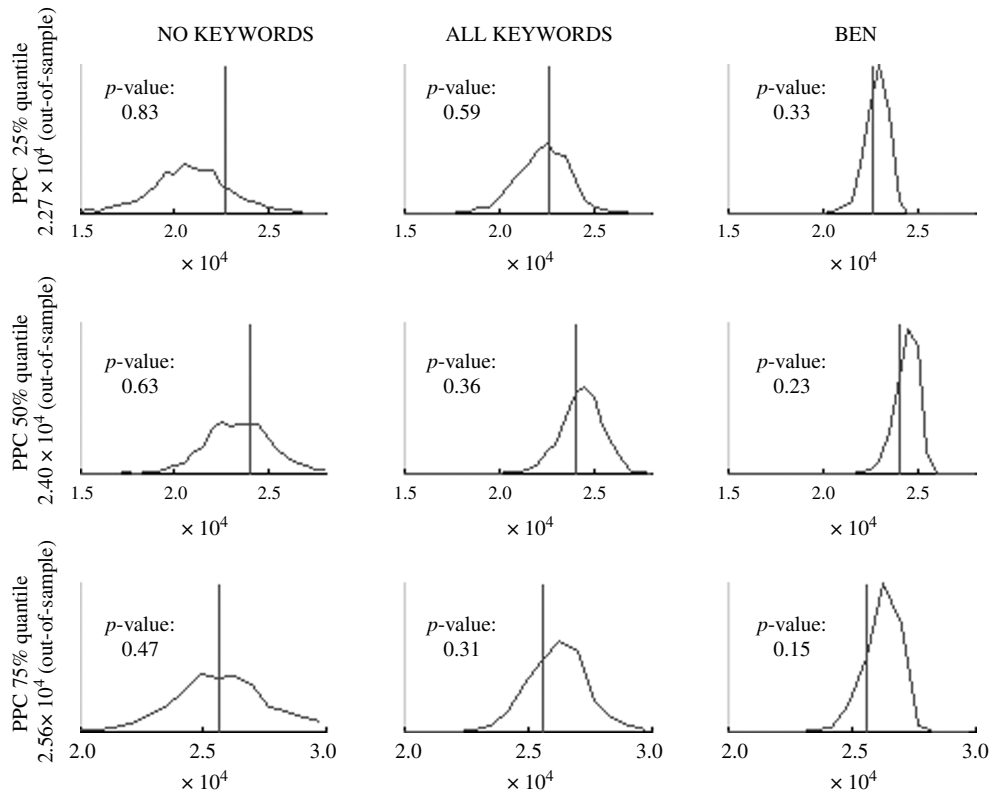 NO KEYWORDS
ALL KEYWORDS
BEN
PPC 25% quantile
2.27 × 10⁴ (out-of-sample)
p-value:
0.83
p-value:
0.59
p-value:
0.33
1.5 2.0 2.5
1.5 2.0 2.5
1.5 2.0 2.5
× 10⁴
× 10⁴
× 10⁴
PPC 50% quantile
2.40 × 10⁴ (out-of-sample)
p-value:
0.63
p-value:
0.36
p-value:
0.23
1.5 2.0 2.5
1.5 2.0 2.5
1.5 2.0 2.5
× 10⁴
× 10⁴
× 10⁴
PPC 75% quantile
2.56× 10⁴ (out-of-sample)
p-value:
0.47
p-value:
0.31
p-value:
0.15
2.0 2.5 3.0
2.0 2.5 3.0
2.0 2.5 3.0
× 10⁴
× 10⁴
× 10⁴